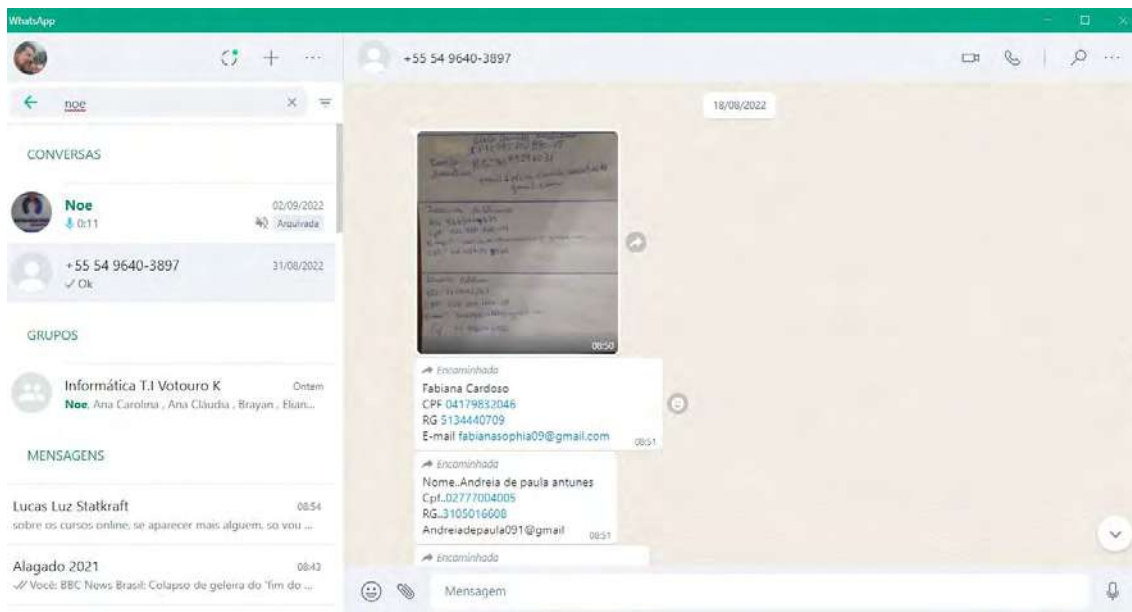 WhatsApp
noe
CONVERSAS
Noe
02/09/2022
0:11
Arquivada
+55 54 9640-3897
31/08/2022
Ok
GRUPOS
Informática T.I Votouro K
Ontem
Noe, Ana Carolina , Ana Cláudia , Brayan , Elian...
MENSAGENS
Lucas Luz Statkraft
08:54
sobre os cursos online, se aparecer mais alguem, so vou ...
Alagado 2021
08:43
Você: BBC News Brasil: Colapso de geleira do 'fim do ...
+55 54 9640-3897
18/08/2022
08:50
Encaminhada
Fabiana Cardoso
CPF 04179832046
RG 5134440709
E-mail fabianasophia09@gmail.com
08:51
Encaminhada
Nome..Andreia de paula antunes
Cpf..02777004005
RG..3105016608
Andreiadepaula091@gmail
08:51
Encaminhada
Mensagem